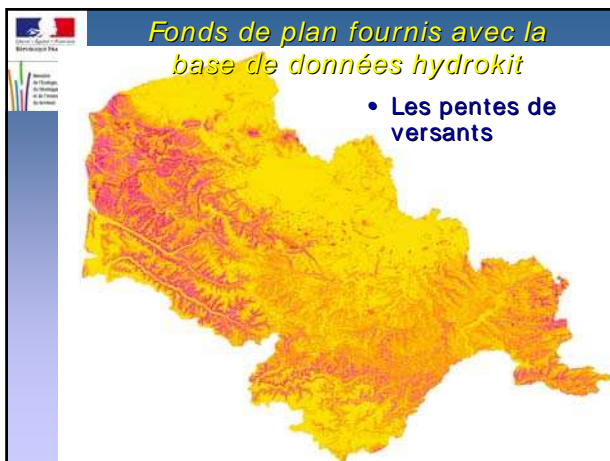 Fonds de plan fournis avec la
base de données hydrokit
• Les pentes de
versants